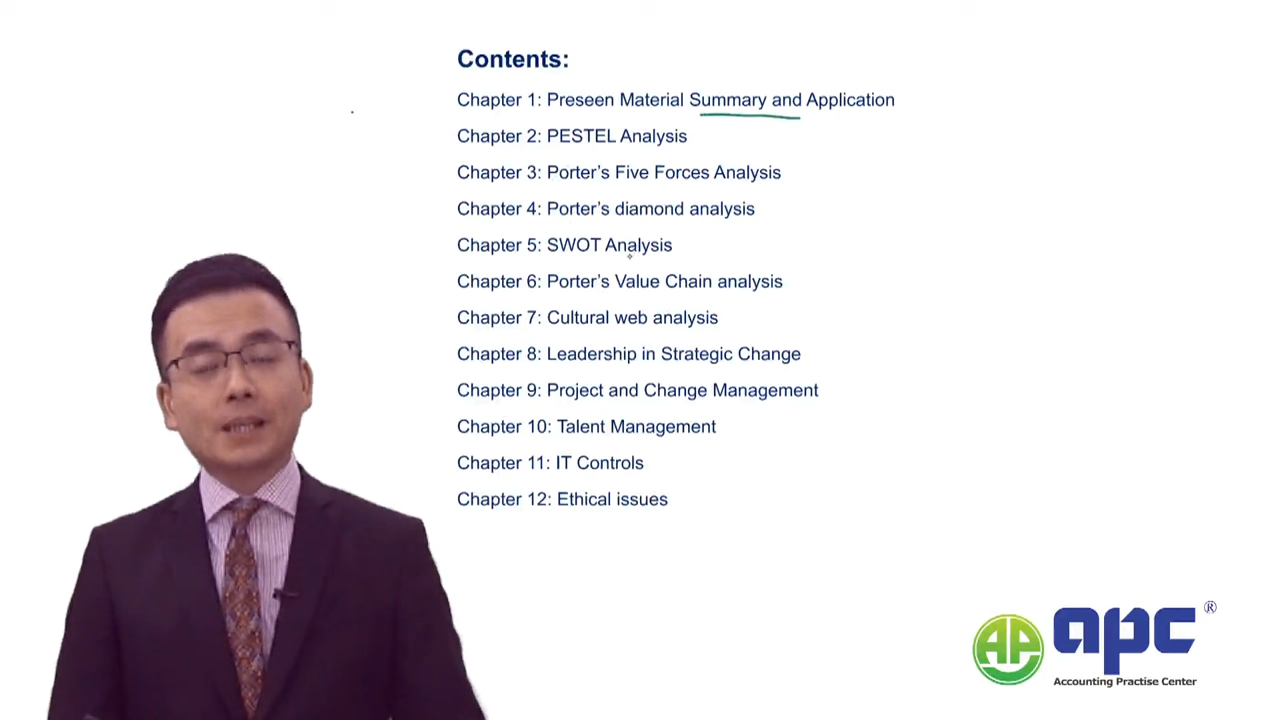 Contents:
Chapter 1: Preseen Material Summary and Application
Chapter 2: PESTEL Analysis
Chapter 3: Porter’s Five Forces Analysis
Chapter 4: Porter’s diamond analysis
Chapter 5: SWOT Analysis
Chapter 6: Porter’s Value Chain analysis
Chapter 7: Cultural web analysis
Chapter 8: Leadership in Strategic Change
Chapter 9: Project and Change Management
Chapter 10: Talent Management
Chapter 11: IT Controls
Chapter 12: Ethical issues
AP apc ®
Accounting Practise Center